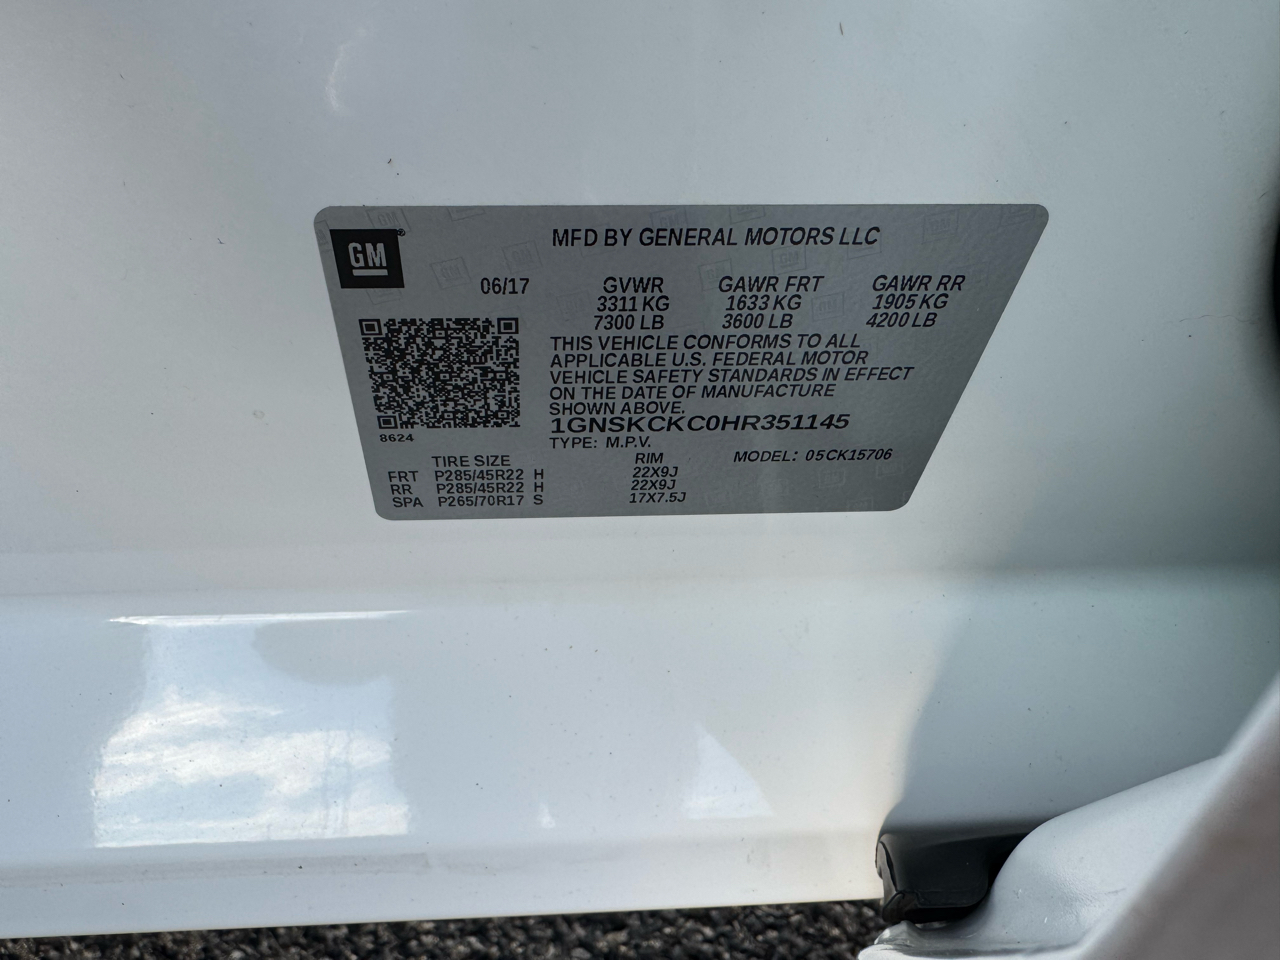 GM
MFD BY GENERAL MOTORS LLC
06/17 GVWR GAWR FRT GAWR RR
3311 KG 1633 KG 1905 KG
7300 LB 3600 LB 4200 LB
THIS VEHICLE CONFORMS TO ALL
APPLICABLE U.S. FEDERAL MOTOR
VEHICLE SAFETY STANDARDS IN EFFECT
ON THE DATE OF MANUFACTURE
SHOWN ABOVE.
1GNSKCKC0HR351145
8624
TYPE: M.P.V.
TIRE SIZE RIM MODEL: 05CK15706
FRT P285/45R22 H 22X9J
RR P285/45R22 H 22X9J
SPA P265/70R17 S 17X7.5J